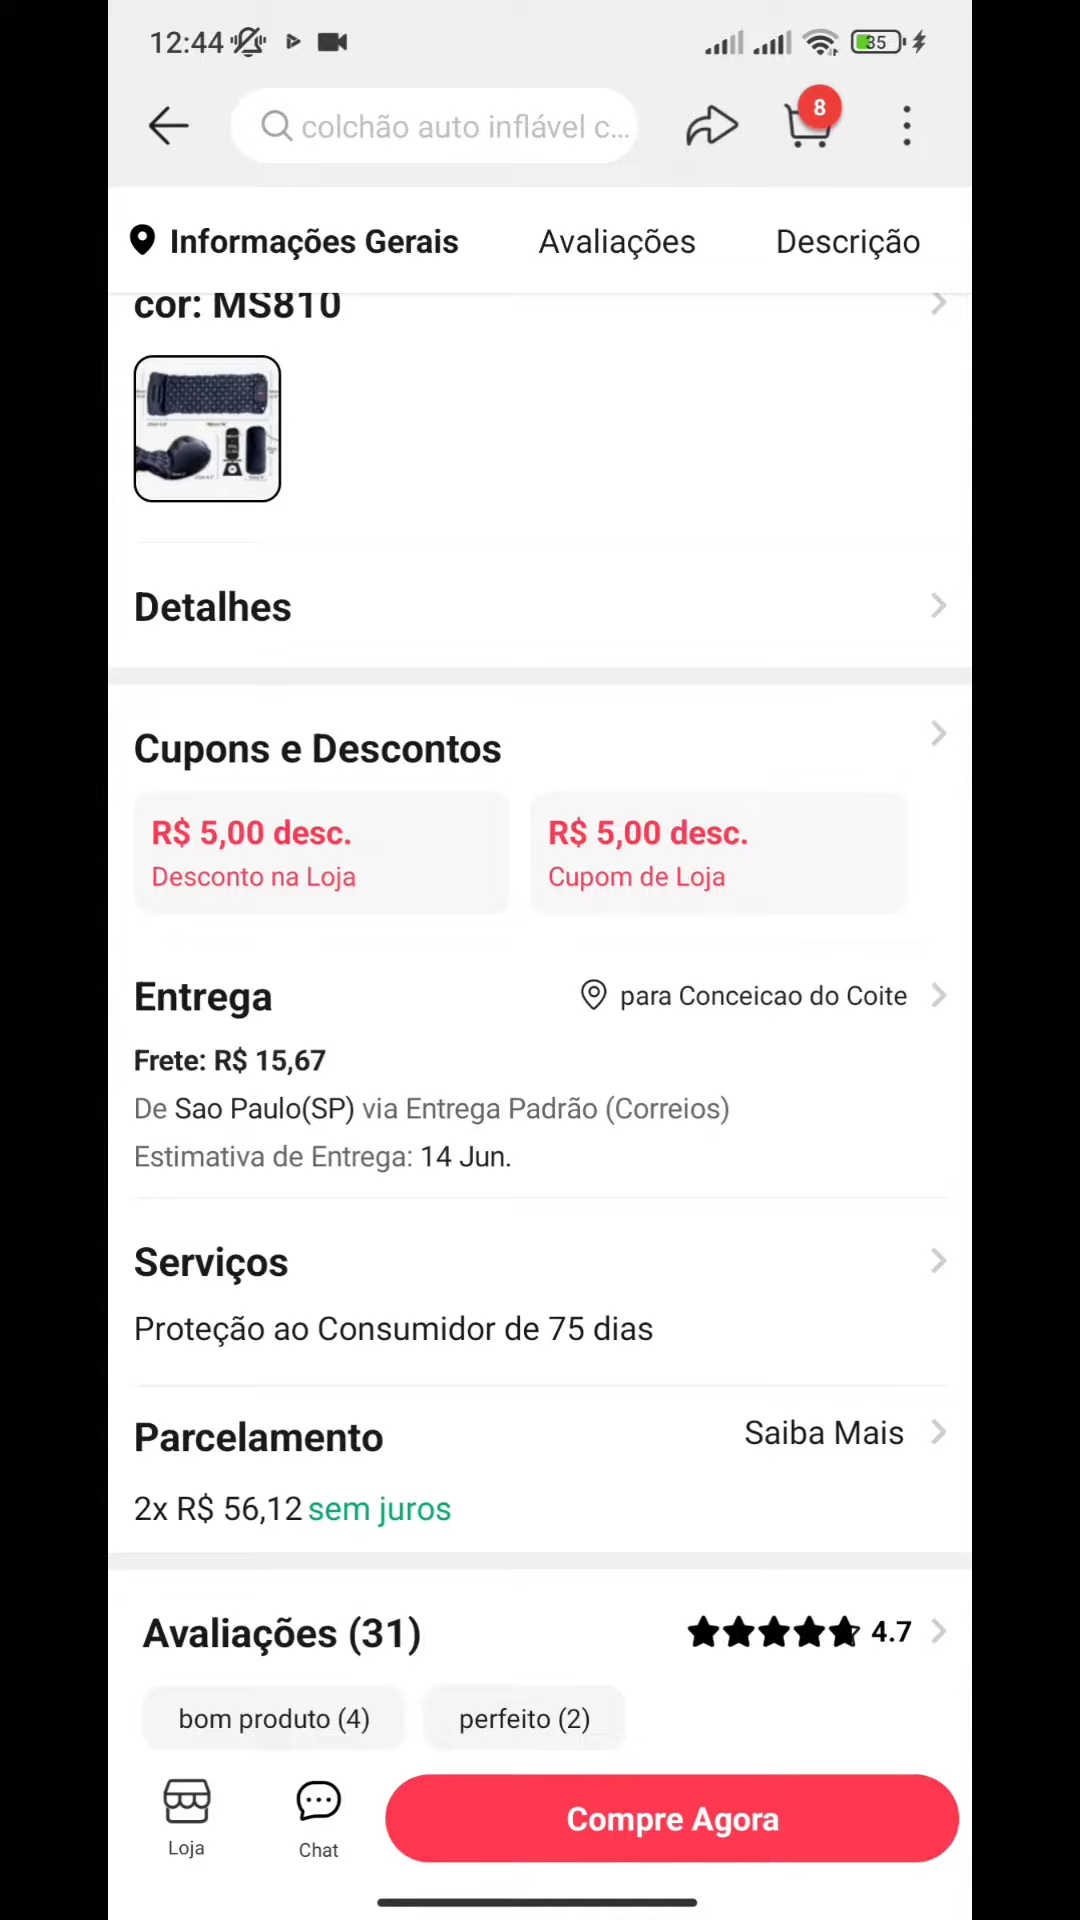 12:44
35
colchão auto inflável c...
8
Informações Gerais
Avaliações
Descrição
cor: MS810
Detalhes
Cupons e Descontos
R$ 5,00 desc.
Desconto na Loja
R$ 5,00 desc.
Cupom de Loja
Entrega
para Conceicao do Coite
Frete: R$ 15,67
De Sao Paulo(SP) via Entrega Padrão (Correios)
Estimativa de Entrega: 14 Jun.
Serviços
Proteção ao Consumidor de 75 dias
Parcelamento
Saiba Mais
2x R$ 56,12 sem juros
Avaliações (31)
4.7
bom produto (4)
perfeito (2)
Loja
Chat
Compre Agora